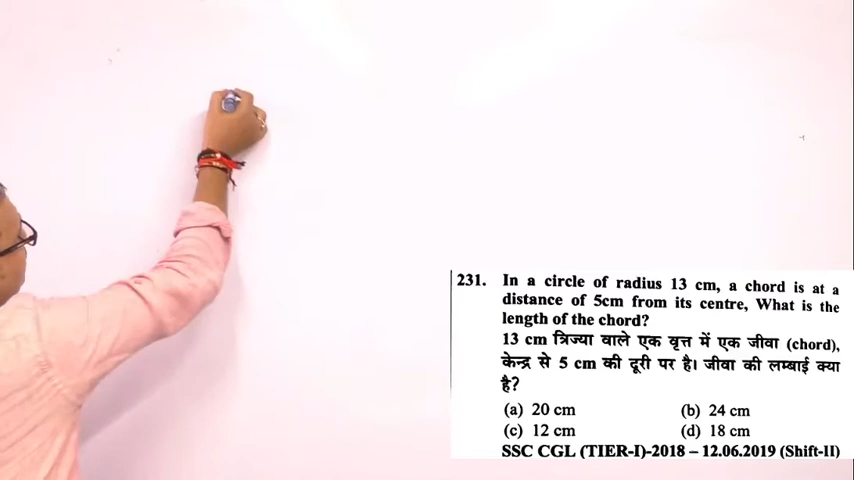 231. In a circle of radius 13 cm, a chord is at a
distance of 5cm from its centre, What is the
length of the chord?
13 cm त्रिज्या वाले एक वृत्त में एक जीवा (chord),
केन्द्र से 5 cm की दूरी पर है। जीवा की लम्बाई क्या
है?
(a) 20 cm (b) 24 cm
(c) 12 cm (d) 18 cm
SSC CGL (TIER-I)-2018 – 12.06.2019 (Shift-II)